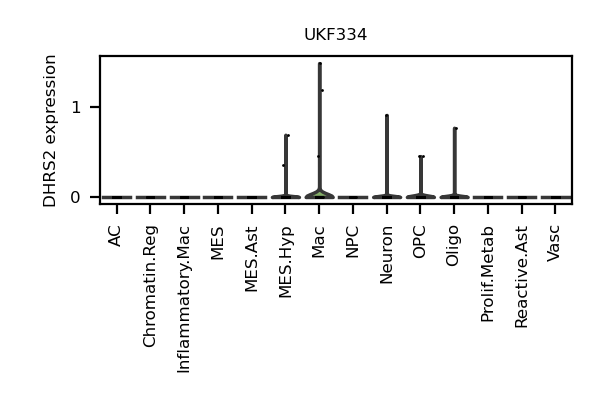 UKF334
DHRS2 expression
1
0
AC
Chromatin.Reg
Inflammatory.Mac
MES
MES.Ast
MES.Hyp
Mac
NPC
Neuron
OPC
Oligo
Prolif.Metab
Reactive.Ast
Vasc